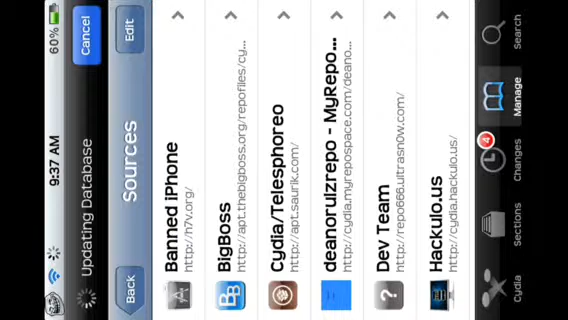 9:37 AM
60%
Updating Database
Cancel
Back
Sources
Edit
Banned iPhone
http://h7v.org/
BigBoss
http://apt.thebigboss.org/repofiles/cy...
Cydia/Telesphoreo
http://apt.saurik.com/
deanoruizrepo - MyRepo...
http://cydia.myrepospace.com/deano...
Dev Team
http://repo666.ultrasn0w.com/
Hackulo.us
http://cydia.hackulo.us/
Cydia
Sections
4
Changes
Manage
Search